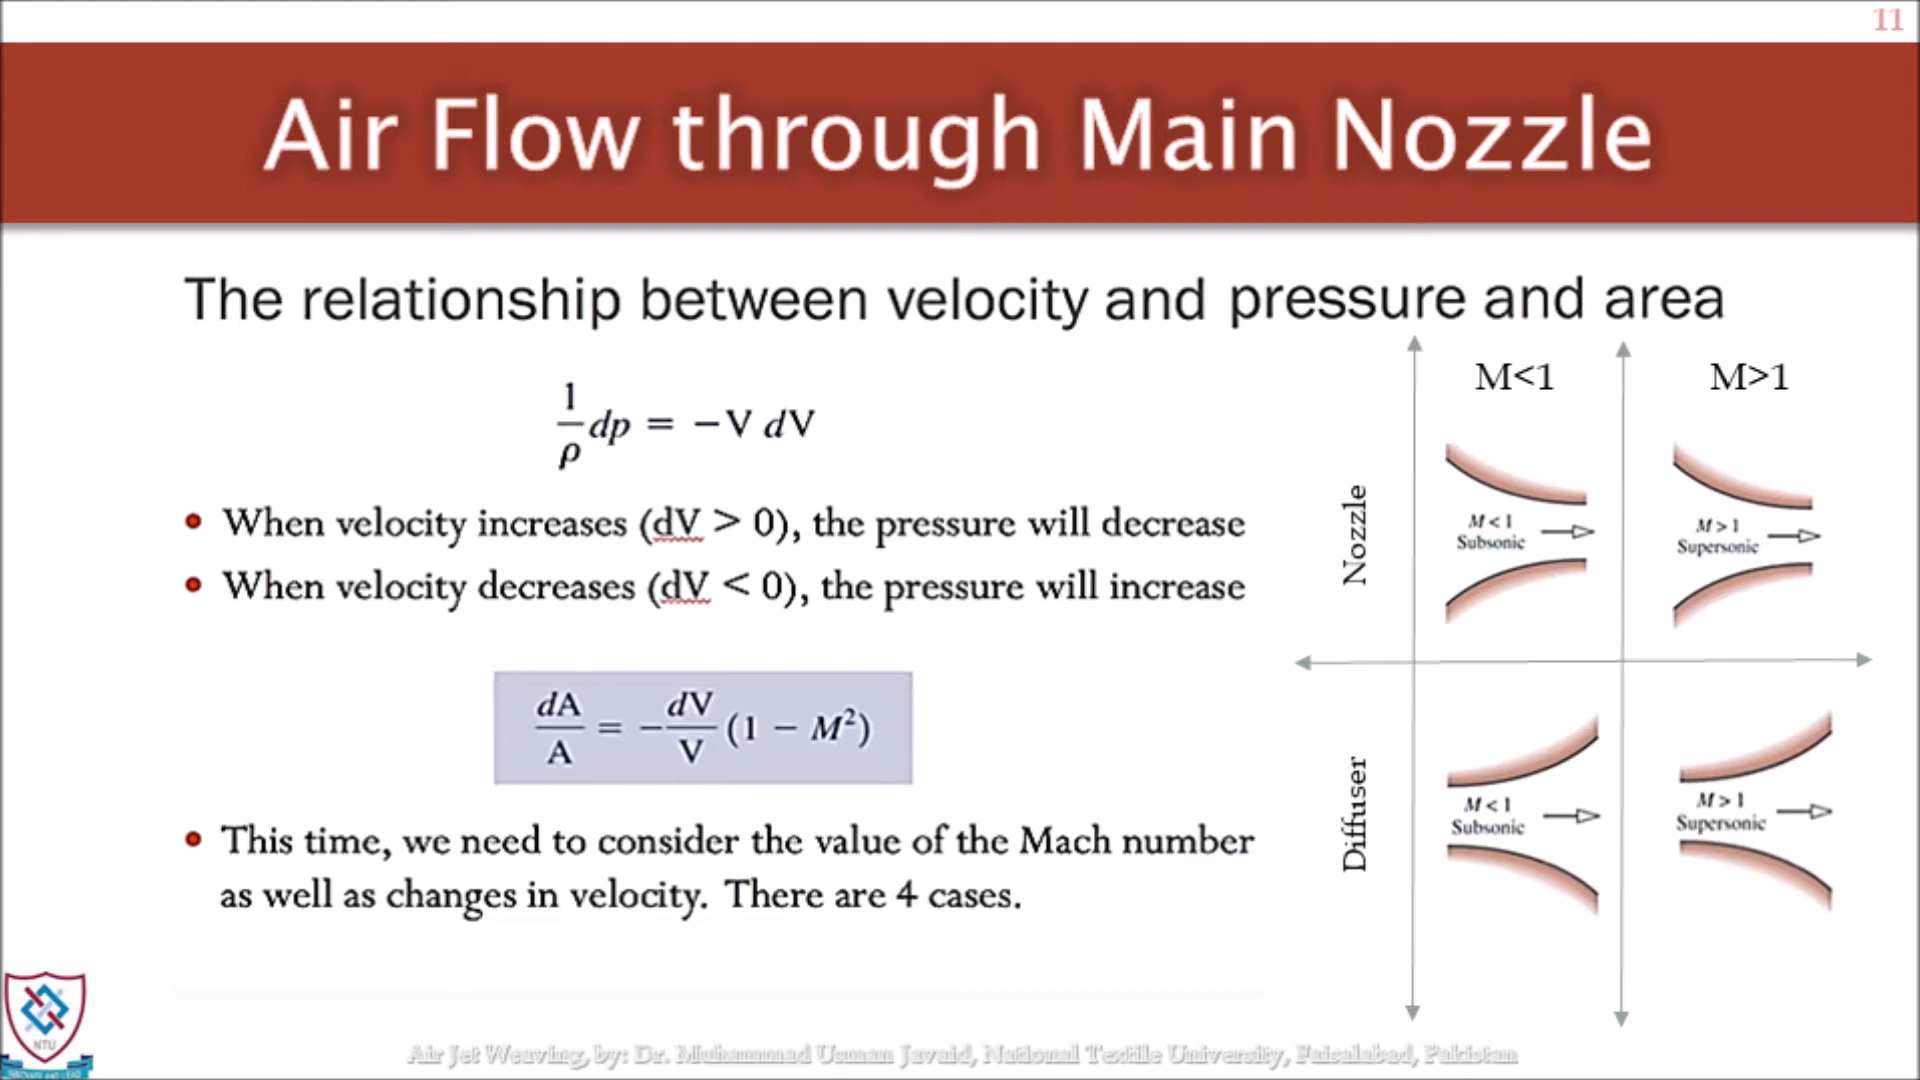 11
Air Flow through Main Nozzle
The relationship between velocity and pressure and area
1/ρ dp = −V dV
• When velocity increases (dV > 0), the pressure will decrease
• When velocity decreases (dV < 0), the pressure will increase
dA/A = −dV/V (1 − M²)
• This time, we need to consider the value of the Mach number
as well as changes in velocity. There are 4 cases.
M<1
M>1
Nozzle
M < 1
Subsonic
M > 1
Supersonic
Diffuser
M < 1
Subsonic
M > 1
Supersonic
NTU
Air Jet Weaving, by: Dr. Muhammad Usman Javaid, National Textile University, Faisalabad, Pakistan